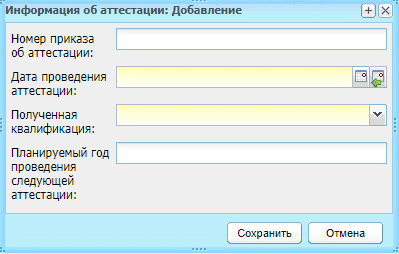 Информация об аттестации: Добавление
Номер приказа
об аттестации:
Дата проведения
аттестации:
Полученная
квалификация:
Планируемый год
проведения
следующей
аттестации:
Сохранить
Отмена